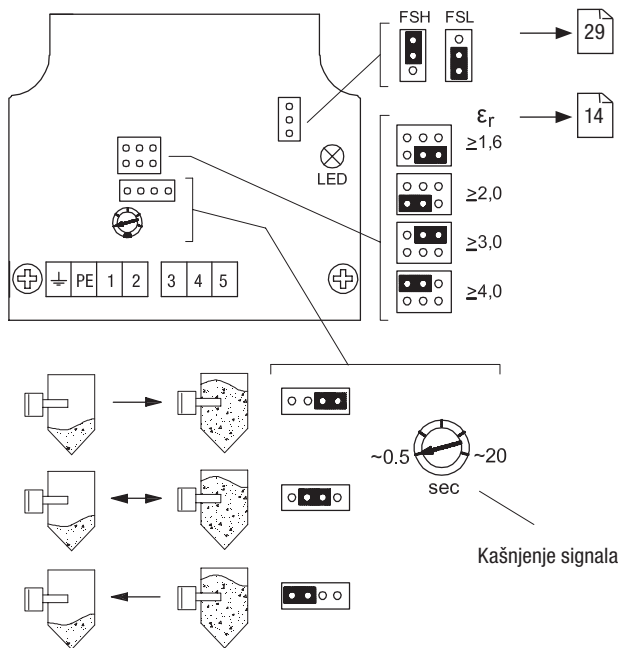 FSH FSL
29
εr
14
≥1,6
LED
≥2,0
≥3,0
⏚ PE 1 2 3 4 5
≥4,0
~0.5 ~20
sec
Kašnjenje signala